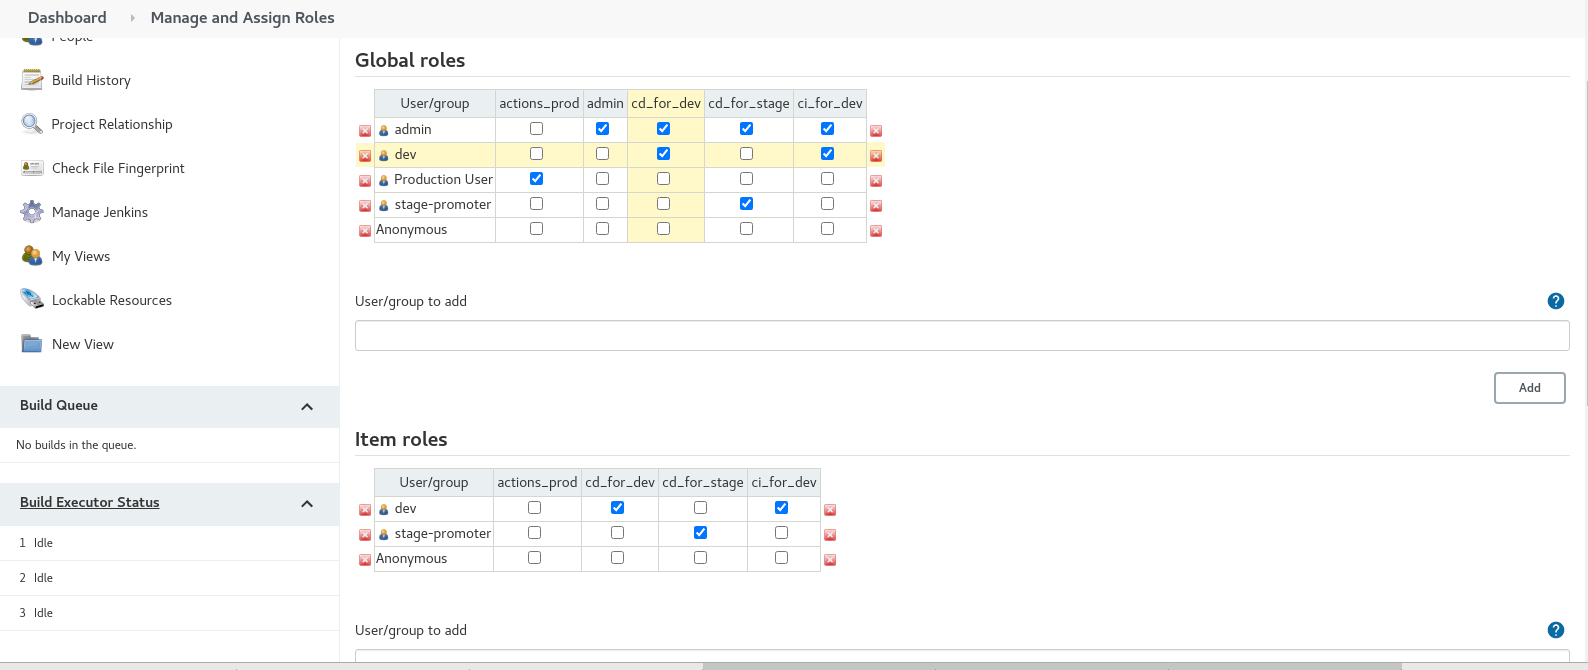 Dashboard Manage and Assign Roles
People
Build History
Project Relationship
Check File Fingerprint
Manage Jenkins
My Views
Lockable Resources
New View
Build Queue
No builds in the queue.
Build Executor Status
1 Idle
2 Idle
3 Idle
Global roles
User/group actions_prod admin cd_for_dev cd_for_stage ci_for_dev
admin
dev
Production User
stage-promoter
Anonymous
User/group to add ?
Add
Item roles
User/group actions_prod cd_for_dev cd_for_stage ci_for_dev
dev
stage-promoter
Anonymous
User/group to add ?